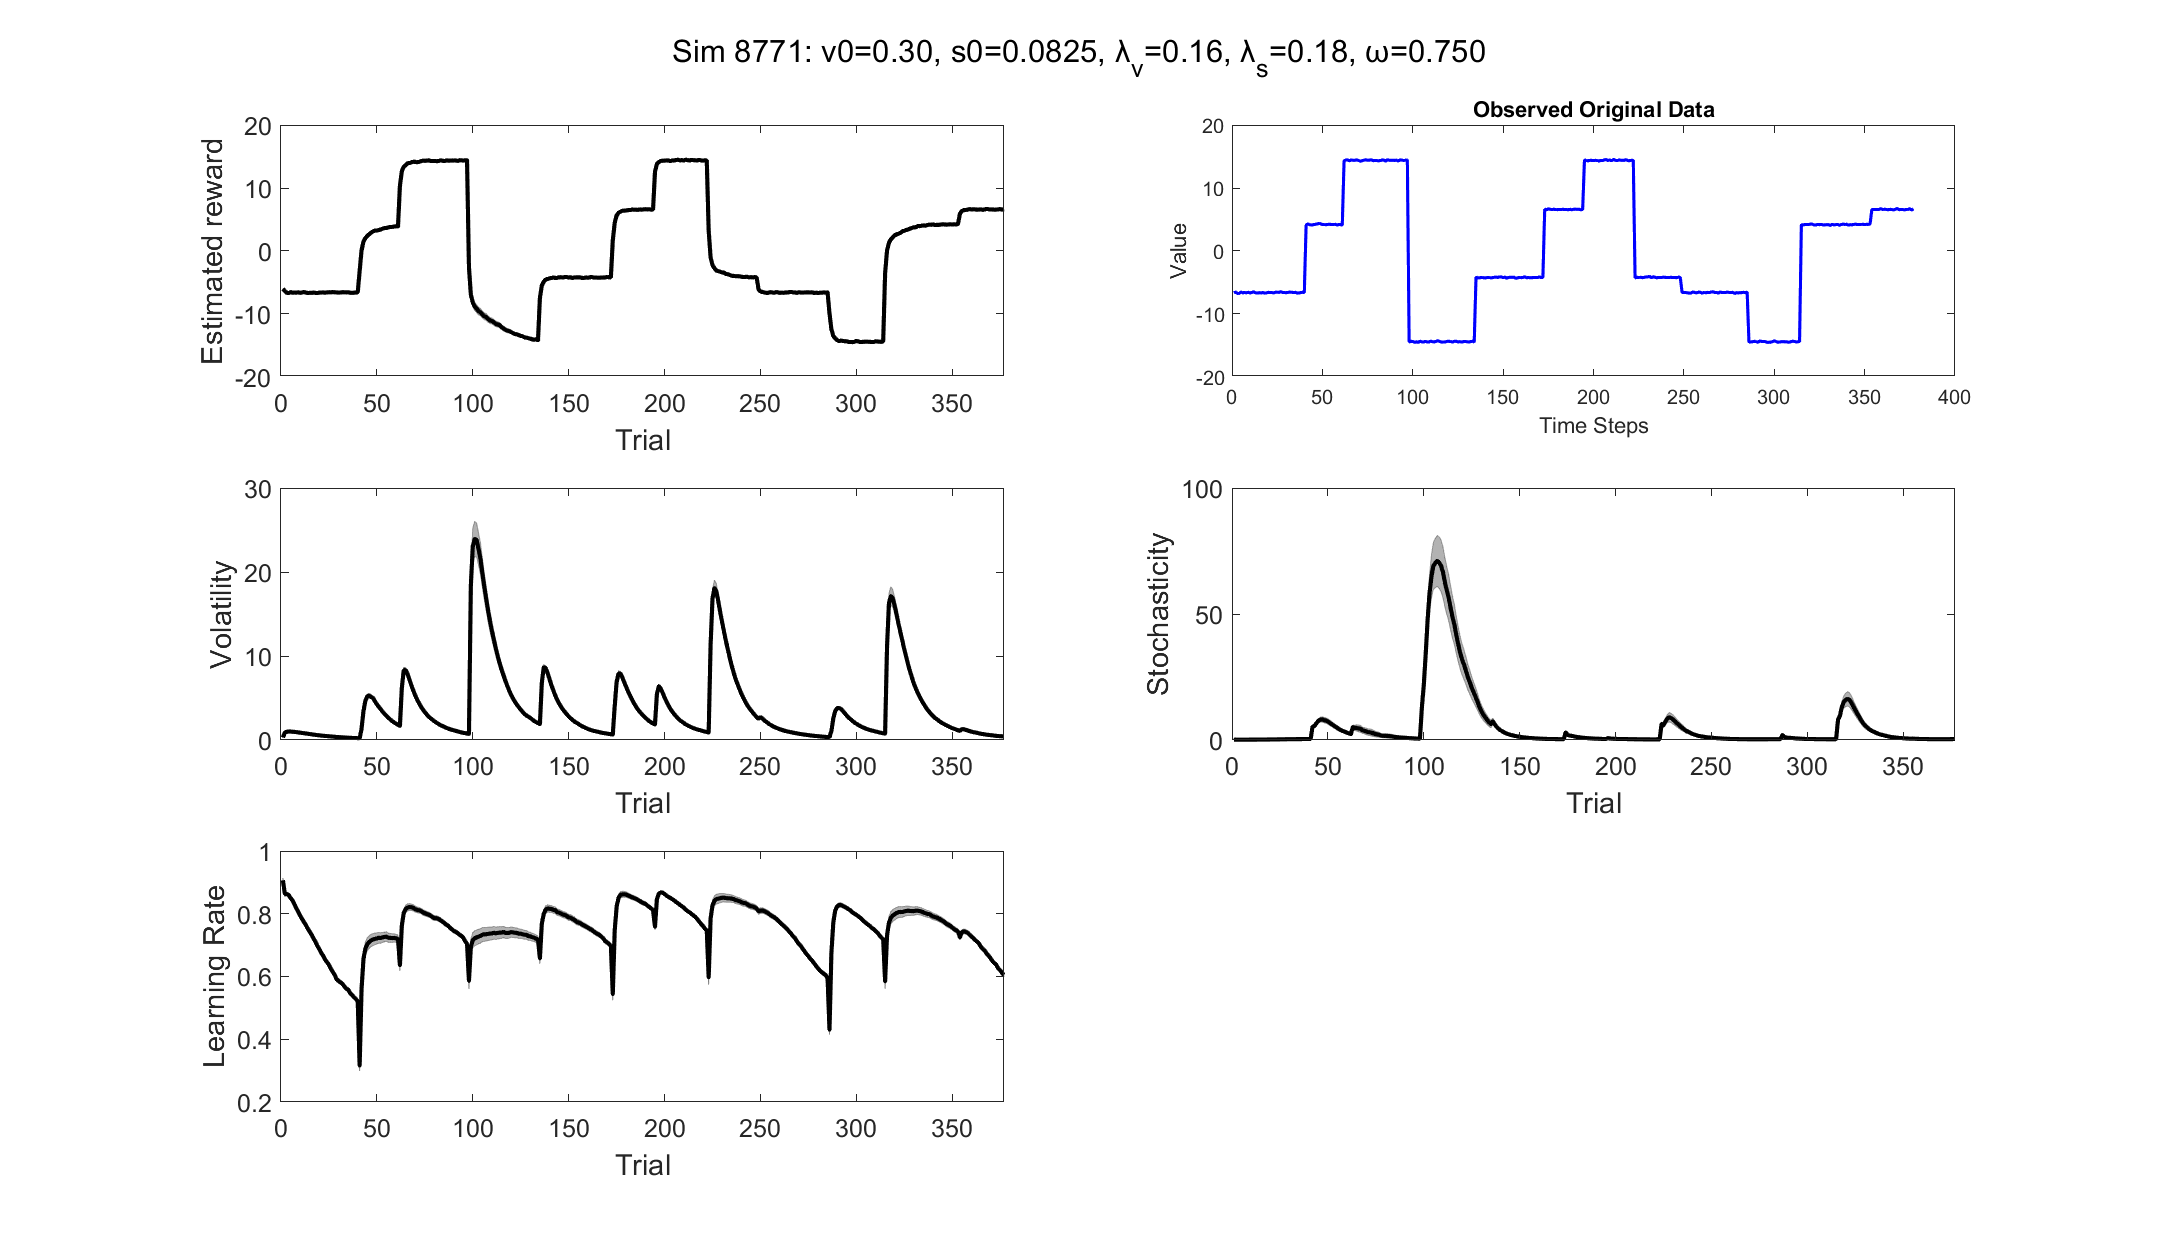 Sim 8771: v0=0.30, s0=0.0825, λ_v=0.16, λ_s=0.18, ω=0.750
20
10
0
-10
-20
Estimated reward
0 50 100 150 200 250 300 350
Trial
Observed Original Data
20
10
0
-10
-20
Value
0 50 100 150 200 250 300 350 400
Time Steps
30
20
10
0
Volatility
0 50 100 150 200 250 300 350
Trial
100
50
0
Stochasticity
0 50 100 150 200 250 300 350
Trial
1
0.8
0.6
0.4
0.2
Learning Rate
0 50 100 150 200 250 300 350
Trial